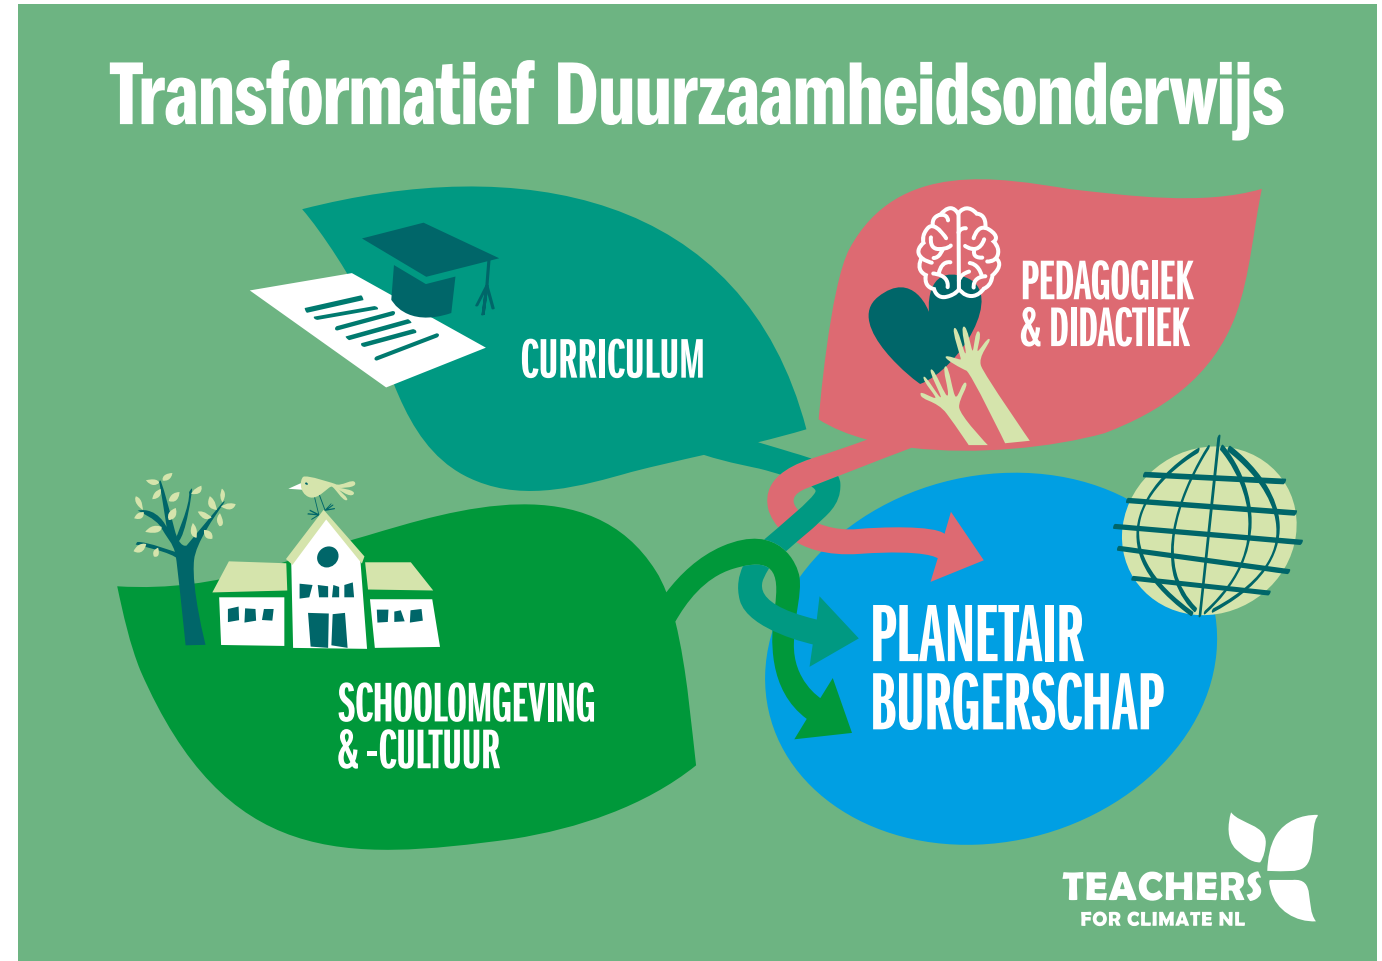 Transformatief Duurzaamheidsonderwijs
CURRICULUM
PEDAGOGIEK
& DIDACTIEK
SCHOOLOMGEVING
& -CULTUUR
PLANETAIR
BURGERSCHAP
TEACHERS
FOR CLIMATE NL